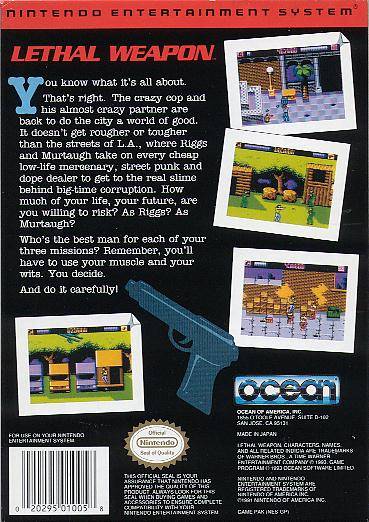 NINTENDO ENTERTAINMENT SYSTEM®
LETHAL WEAPON™
You know what it's all about.
That's right. The crazy cop and
his almost crazy partner are
back to do the city a world of good.
It doesn't get rougher or tougher
than the streets of L.A., where Riggs
and Murtaugh take on every cheap
low-life mercenary, street punk and
dope dealer to get to the real slime
behind big-time corruption. How
much of your life, your future, are
you willing to risk? As Riggs? As
Murtaugh?
Who's the best man for each of your
three missions? Remember, you'll
have to use your muscle and your
wits. You decide.
And do it carefully!
ocean
OCEAN OF AMERICA, INC.
1855 O'TOOLE AVENUE, SUITE D-102
SAN JOSE, CA 95131
MADE IN JAPAN
LETHAL WEAPON, CHARACTERS, NAMES,
AND ALL RELATED INDICIA ARE TRADEMARKS
OF WARNER BROS., A TIME WARNER
ENTERTAINMENT COMPANY © 1993. GAME
PROGRAM © 1993 OCEAN SOFTWARE LIMITED.
NINTENDO AND NINTENDO
ENTERTAINMENT SYSTEM ARE
REGISTERED TRADEMARKS OF
NINTENDO OF AMERICA INC.
©1991 NINTENDO OF AMERICA INC.
GAME PAK (NES-GP)
FOR USE ON YOUR NINTENDO
ENTERTAINMENT SYSTEM
0 20295 01005 8
Official
Nintendo
Seal of Quality
THIS OFFICIAL SEAL IS YOUR
ASSURANCE THAT NINTENDO HAS
APPROVED THE QUALITY OF THIS
PRODUCT. ALWAYS LOOK FOR THIS
SEAL WHEN BUYING GAMES AND
ACCESSORIES TO ENSURE COMPLETE
COMPATIBILITY WITH YOUR
NINTENDO ENTERTAINMENT SYSTEM.